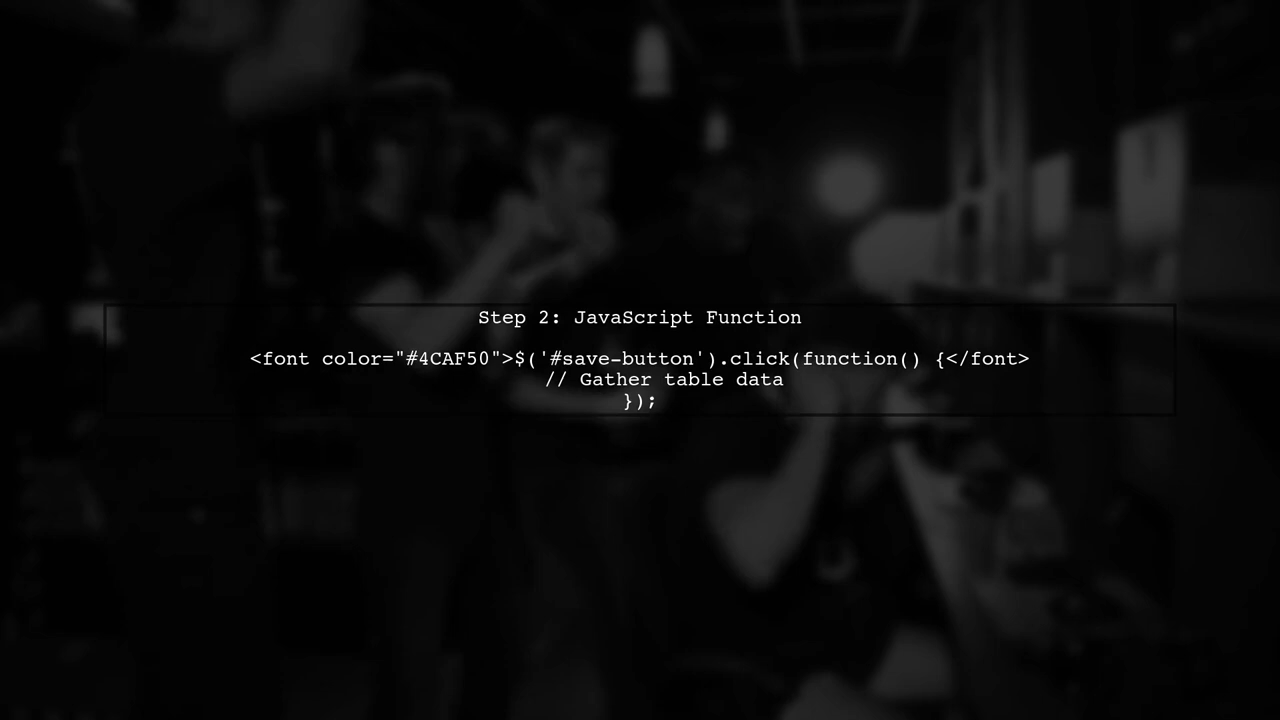 Step 2: JavaScript Function
<font color="#4CAF50">$('#save-button').click(function() {</font>
// Gather table data
});